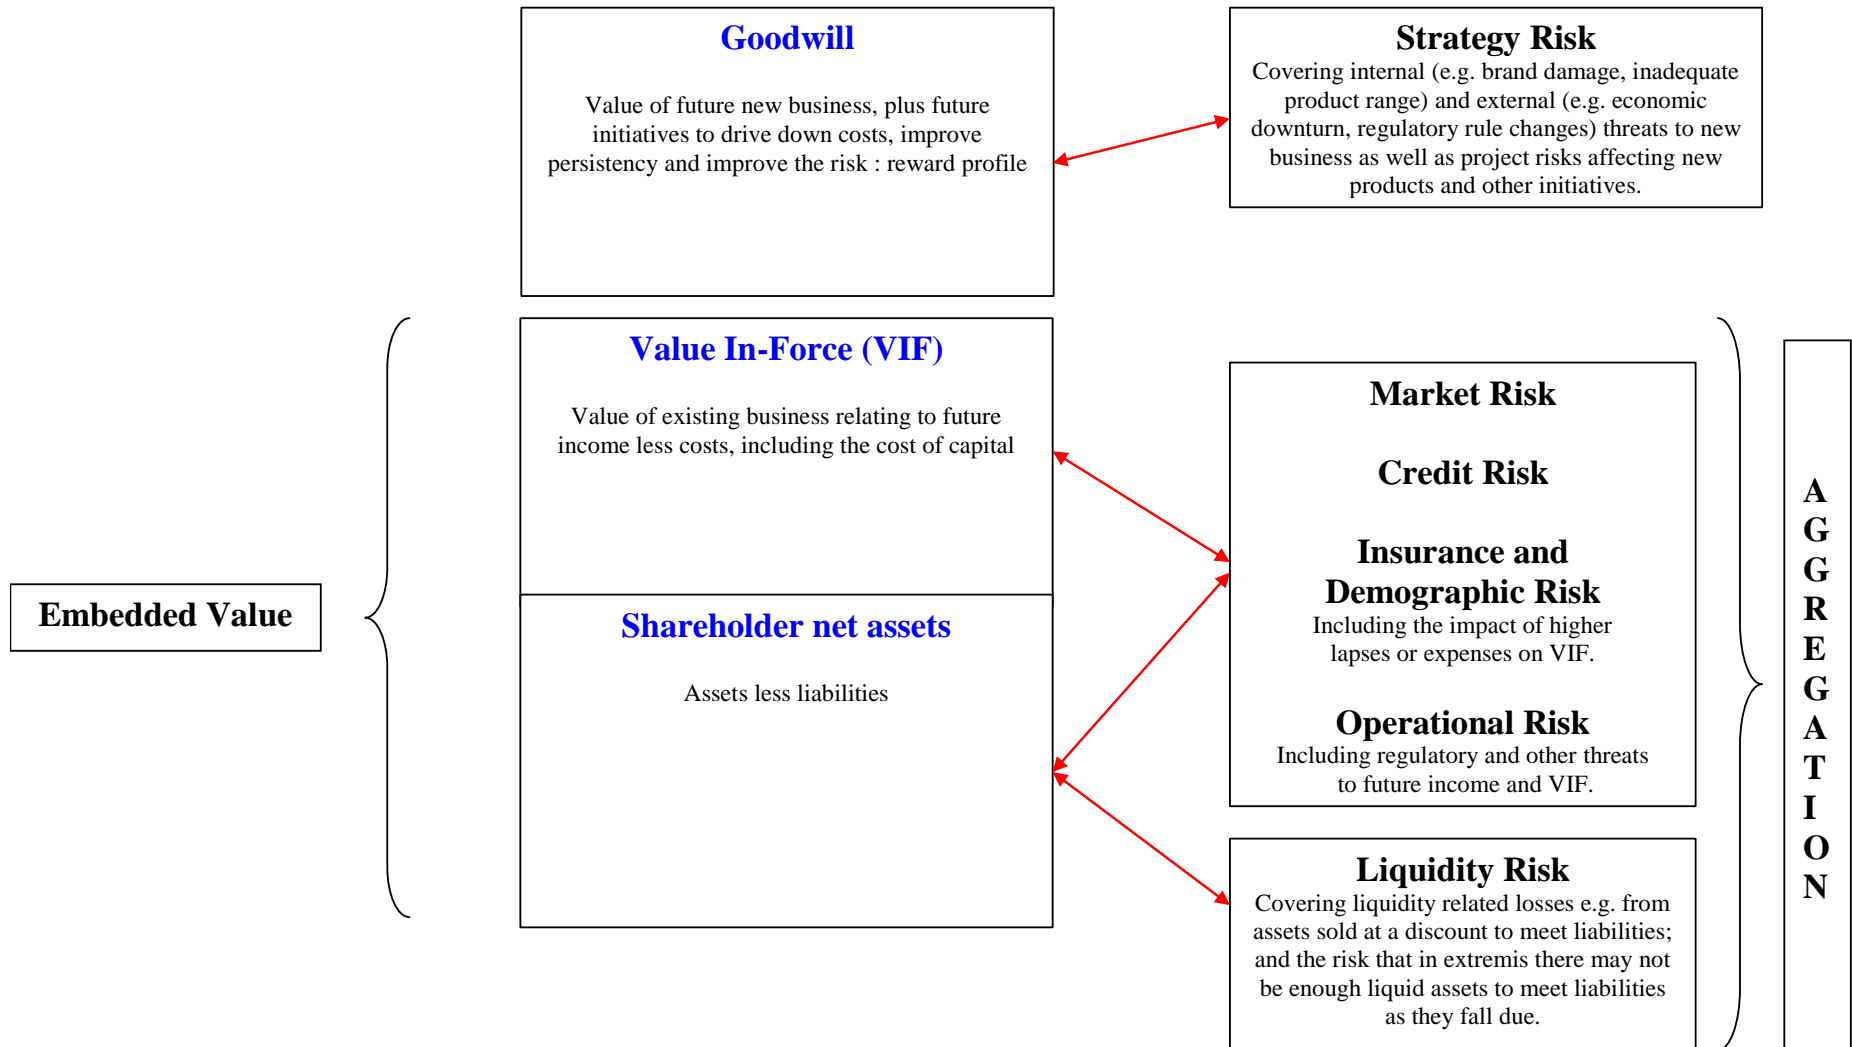 Goodwill
Value of future new business, plus future
initiatives to drive down costs, improve
persistency and improve the risk : reward profile
Strategy Risk
Covering internal (e.g. brand damage, inadequate
product range) and external (e.g. economic
downturn, regulatory rule changes) threats to new
business as well as project risks affecting new
products and other initiatives.
Embedded Value
Value In-Force (VIF)
Value of existing business relating to future
income less costs, including the cost of capital
Shareholder net assets
Assets less liabilities
Market Risk
Credit Risk
Insurance and
Demographic Risk
Including the impact of higher
lapses or expenses on VIF.
Operational Risk
Including regulatory and other threats
to future income and VIF.
Liquidity Risk
Covering liquidity related losses e.g. from
assets sold at a discount to meet liabilities;
and the risk that in extremis there may not
be enough liquid assets to meet liabilities
as they fall due.
A
G
G
R
E
G
A
T
I
O
N